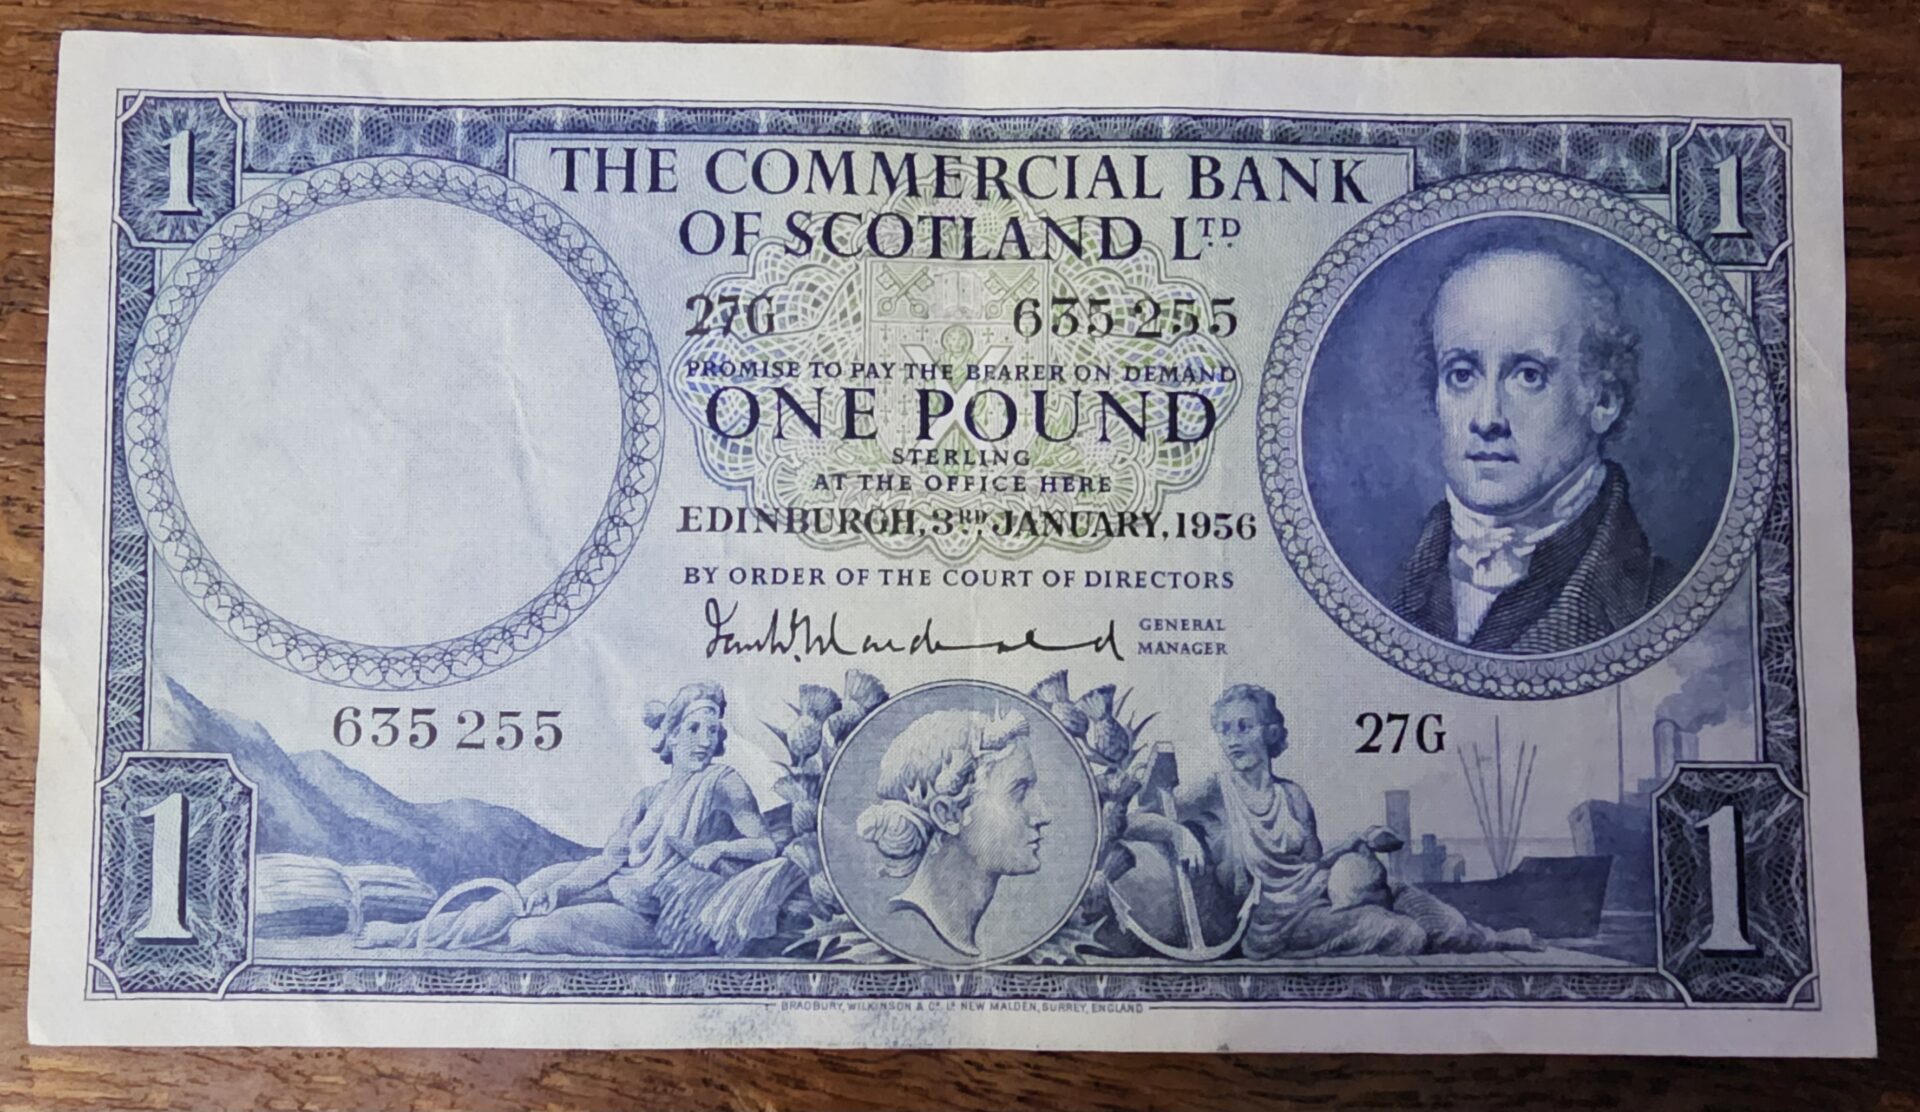 1
1
THE COMMERCIAL BANK
OF SCOTLAND LTD
27G 635 255
PROMISE TO PAY THE BEARER ON DEMAND
ONE POUND
STERLING
AT THE OFFICE HERE
EDINBURGH, 3RD. JANUARY, 1956
BY ORDER OF THE COURT OF DIRECTORS
GENERAL
MANAGER
635 255
27G
1
1
BRADBURY, WILKINSON & Co. Ld. NEW MALDEN, SURREY, ENGLAND